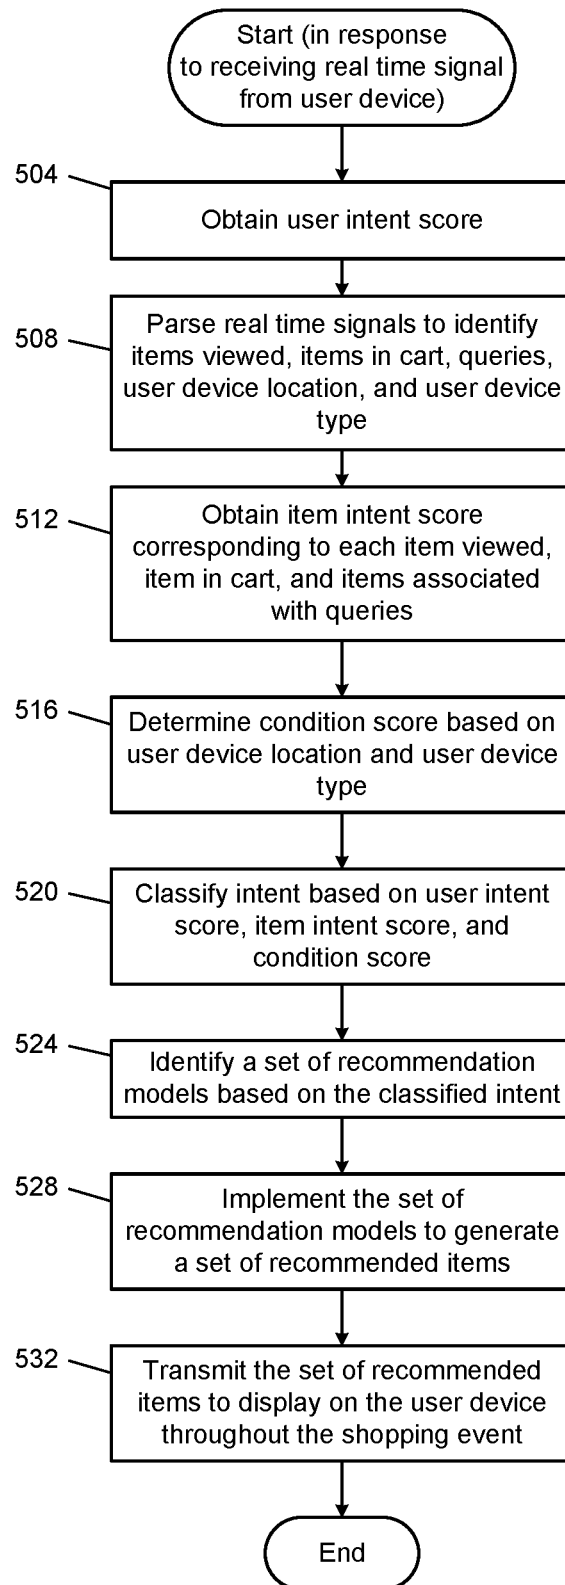 Start (in response
to receiving real time signal
from user device)
504
Obtain user intent score
508
Parse real time signals to identify
items viewed, items in cart, queries,
user device location, and user device
type
512
Obtain item intent score
corresponding to each item viewed,
item in cart, and items associated
with queries
516
Determine condition score based on
user device location and user device
type
520
Classify intent based on user intent
score, item intent score, and
condition score
524
Identify a set of recommendation
models based on the classified intent
528
Implement the set of
recommendation models to generate
a set of recommended items
532
Transmit the set of recommended
items to display on the user device
throughout the shopping event
End